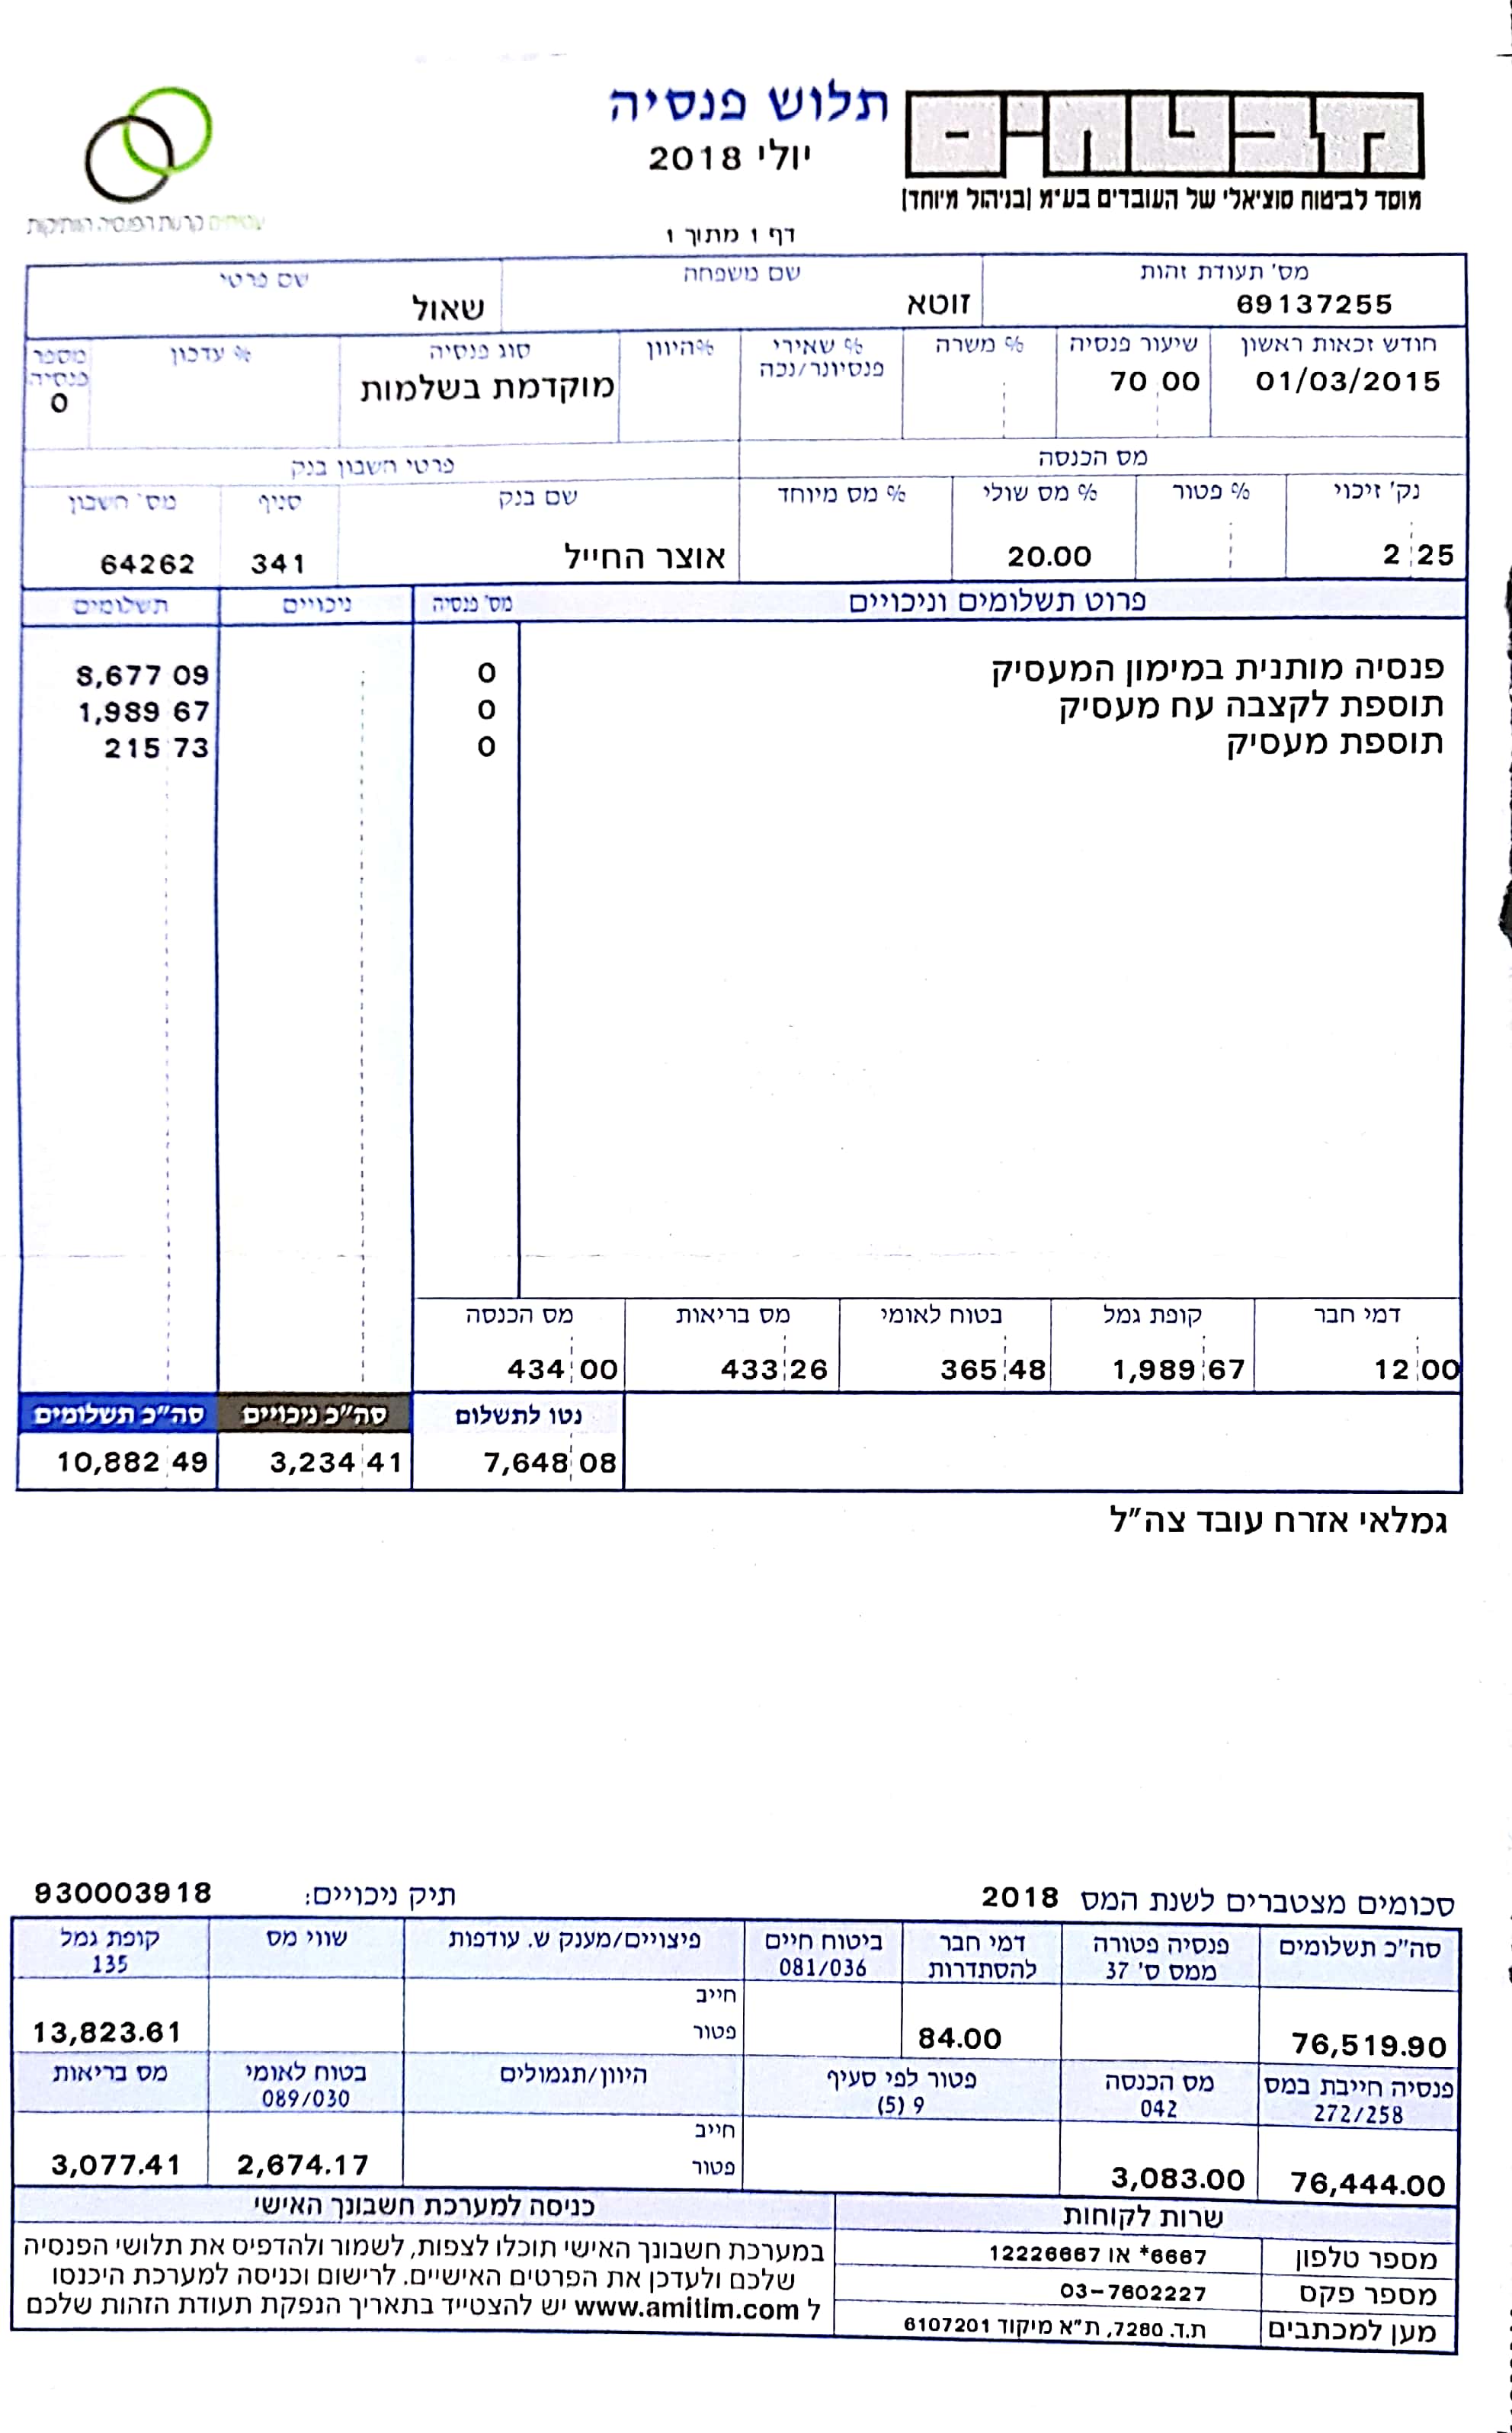 תלוש פנסיה
יולי 2018
מבטחים
מוסד לביטוח סוציאלי של העובדים בע״מ (בניהול מיוחד)
עמיתים קרנות הפנסיה הוותיקות
דף 1 מתוך 1
מס' תעודת זהות שם משפחה שם פרטי
69137255 זוטא שאול
חודש זכאות ראשון שיעור פנסיה % משרה % שאירי פנסיונר/נכה %היוון סוג פנסיה % עדכון מספר פנסיה
01/03/2015 70 00 מוקדמת בשלמות 0
מס הכנסה פרטי חשבון בנק
נק' זיכוי % פטור % מס שולי % מס מיוחד שם בנק סניף מס' חשבון
2 25 20.00 אוצר החייל 341 64262
פרוט תשלומים וניכויים מס' פנסיה ניכויים תשלומים
פנסיה מותנית במימון המעסיק 0 8,677 09
תוספת לקצבה עח מעסיק 0 1,989 67
תוספת מעסיק 0 215 73
דמי חבר קופת גמל בטוח לאומי מס בריאות מס הכנסה
12 00 1,989 67 365 48 433 26 434 00
נטו לתשלום סה״כ ניכויים סה״כ תשלומים
7,648 08 3,234 41 10,882 49
גמלאי אזרח עובד צה״ל
סכומים מצטברים לשנת המס 2018 תיק ניכויים: 930003918
סה״כ תשלומים פנסיה פטורה ממס ס' 37 דמי חבר להסתדרות ביטוח חיים 081/036 פיצויים/מענק ש. עודפות שווי מס קופת גמל 135
חייב
76,519.90 84.00 פטור 13,823.61
פנסיה חייבת במס 272/258 מס הכנסה 042 פטור לפי סעיף 9 (5) היוון/תגמולים בטוח לאומי 089/030 מס בריאות
חייב
76,444.00 3,083.00 פטור 2,674.17 3,077.41
שרות לקוחות
מספר טלפון 6667* או 12226667
מספר פקס 03-7602227
מען למכתבים ת.ד. 7280, ת״א מיקוד 6107201
כניסה למערכת חשבונך האישי
במערכת חשבונך האישי תוכלו לצפות, לשמור ולהדפיס את תלושי הפנסיה
שלכם ולעדכן את הפרטים האישיים. לרישום וכניסה למערכת היכנסו
ל www.amitim.com יש להצטייד בתאריך הנפקת תעודת הזהות שלכם